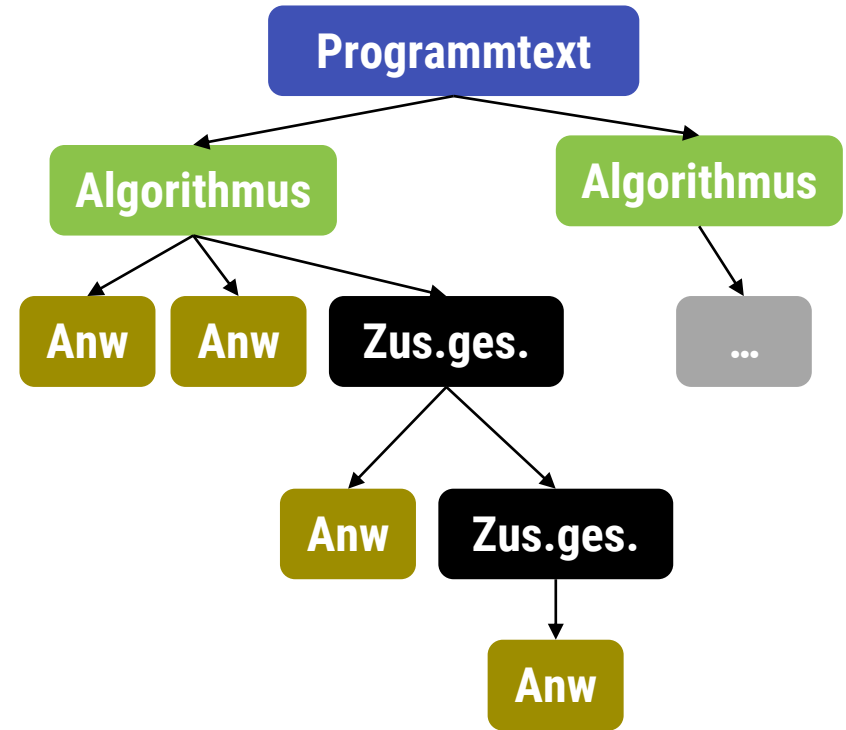 Programmtext
Algorithmus
Algorithmus
Anw
Anw
Zus.ges.
...
Anw
Zus.ges.
Anw